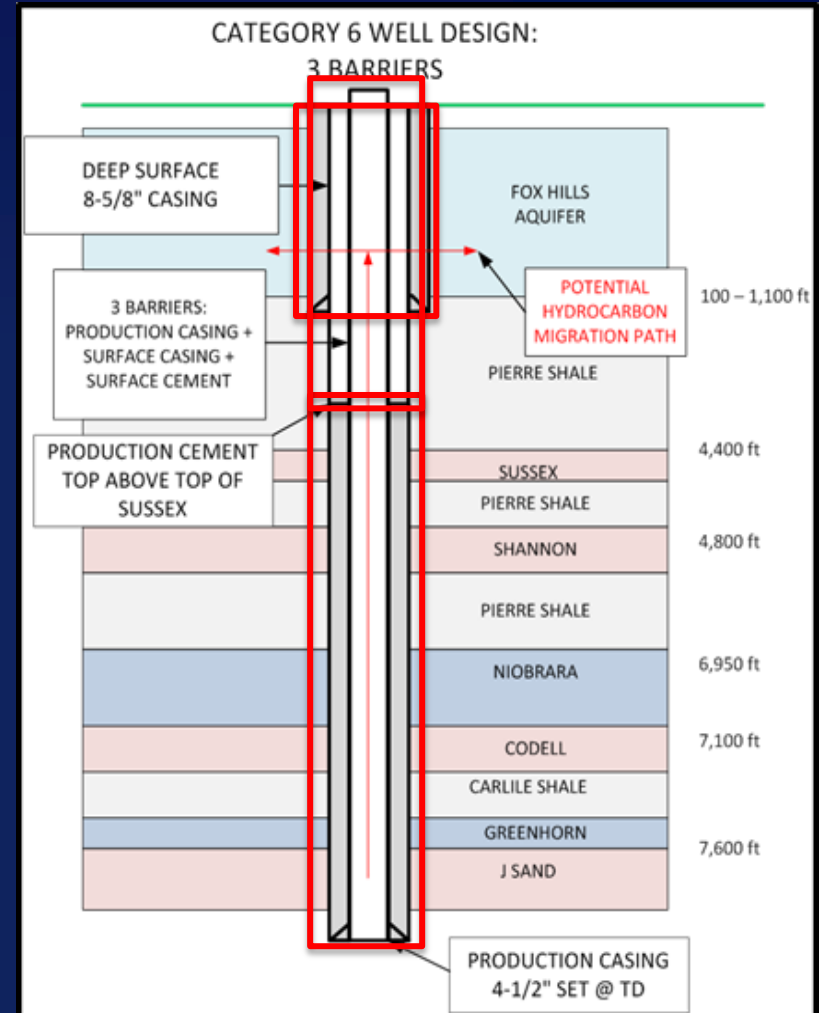 CATEGORY 6 WELL DESIGN:
3 BARRIERS
DEEP SURFACE
8-5/8" CASING
FOX HILLS
AQUIFER
3 BARRIERS:
PRODUCTION CASING +
SURFACE CASING +
SURFACE CEMENT
POTENTIAL
HYDROCARBON
MIGRATION PATH
100 – 1,100 ft
PIERRE SHALE
PRODUCTION CEMENT
TOP ABOVE TOP OF
SUSSEX
4,400 ft
SUSSEX
PIERRE SHALE
4,800 ft
SHANNON
PIERRE SHALE
6,950 ft
NIOBRARA
7,100 ft
CODELL
CARLILE SHALE
GREENHORN
7,600 ft
J SAND
PRODUCTION CASING
4-1/2" SET @ TD